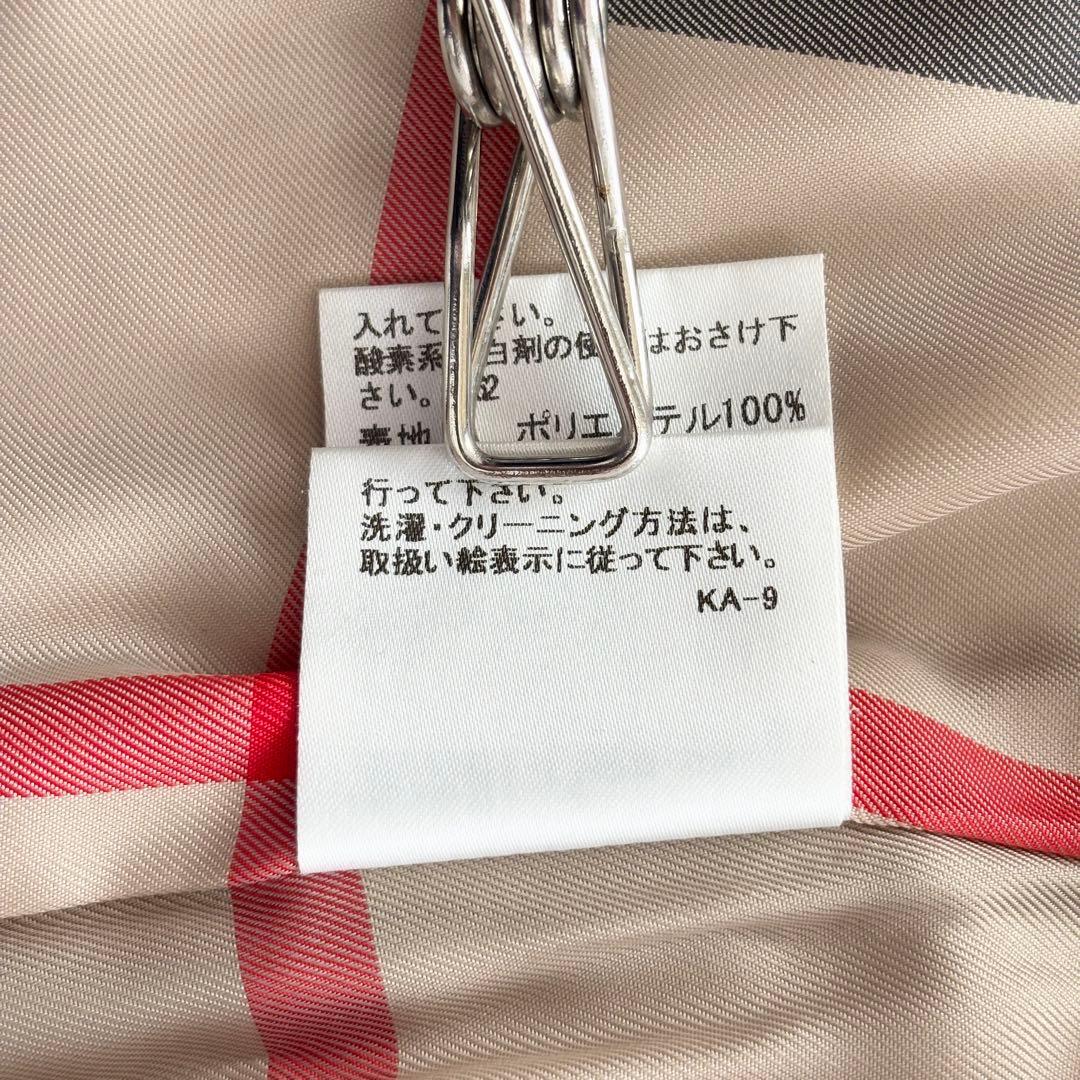 入れて さい。
酸素系 白剤の使 はおさけ下
さい。 62
表地 ポリエ テル100%
行って下さい。
洗濯・クリーニング方法は、
取扱い絵表示に従って下さい。
KA-9